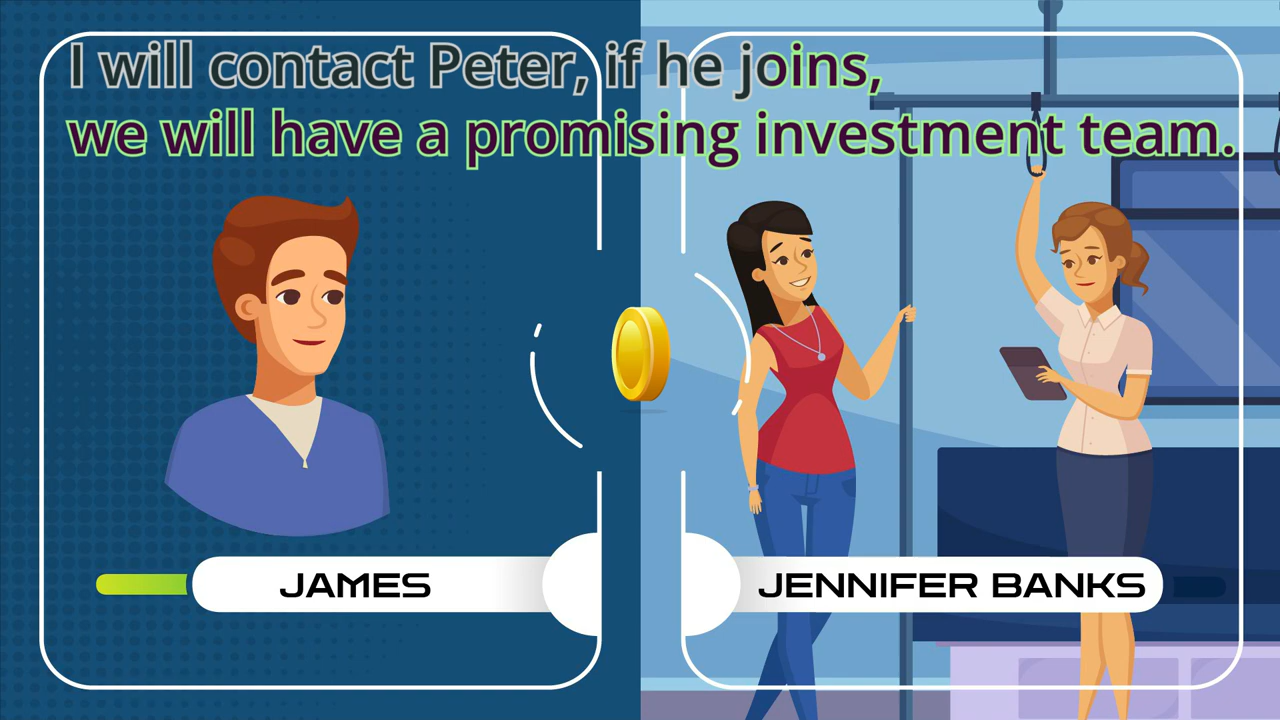 I will contact Peter, if he joins,
we will have a promising investment team.
JAMES
JENNIFER BANKS